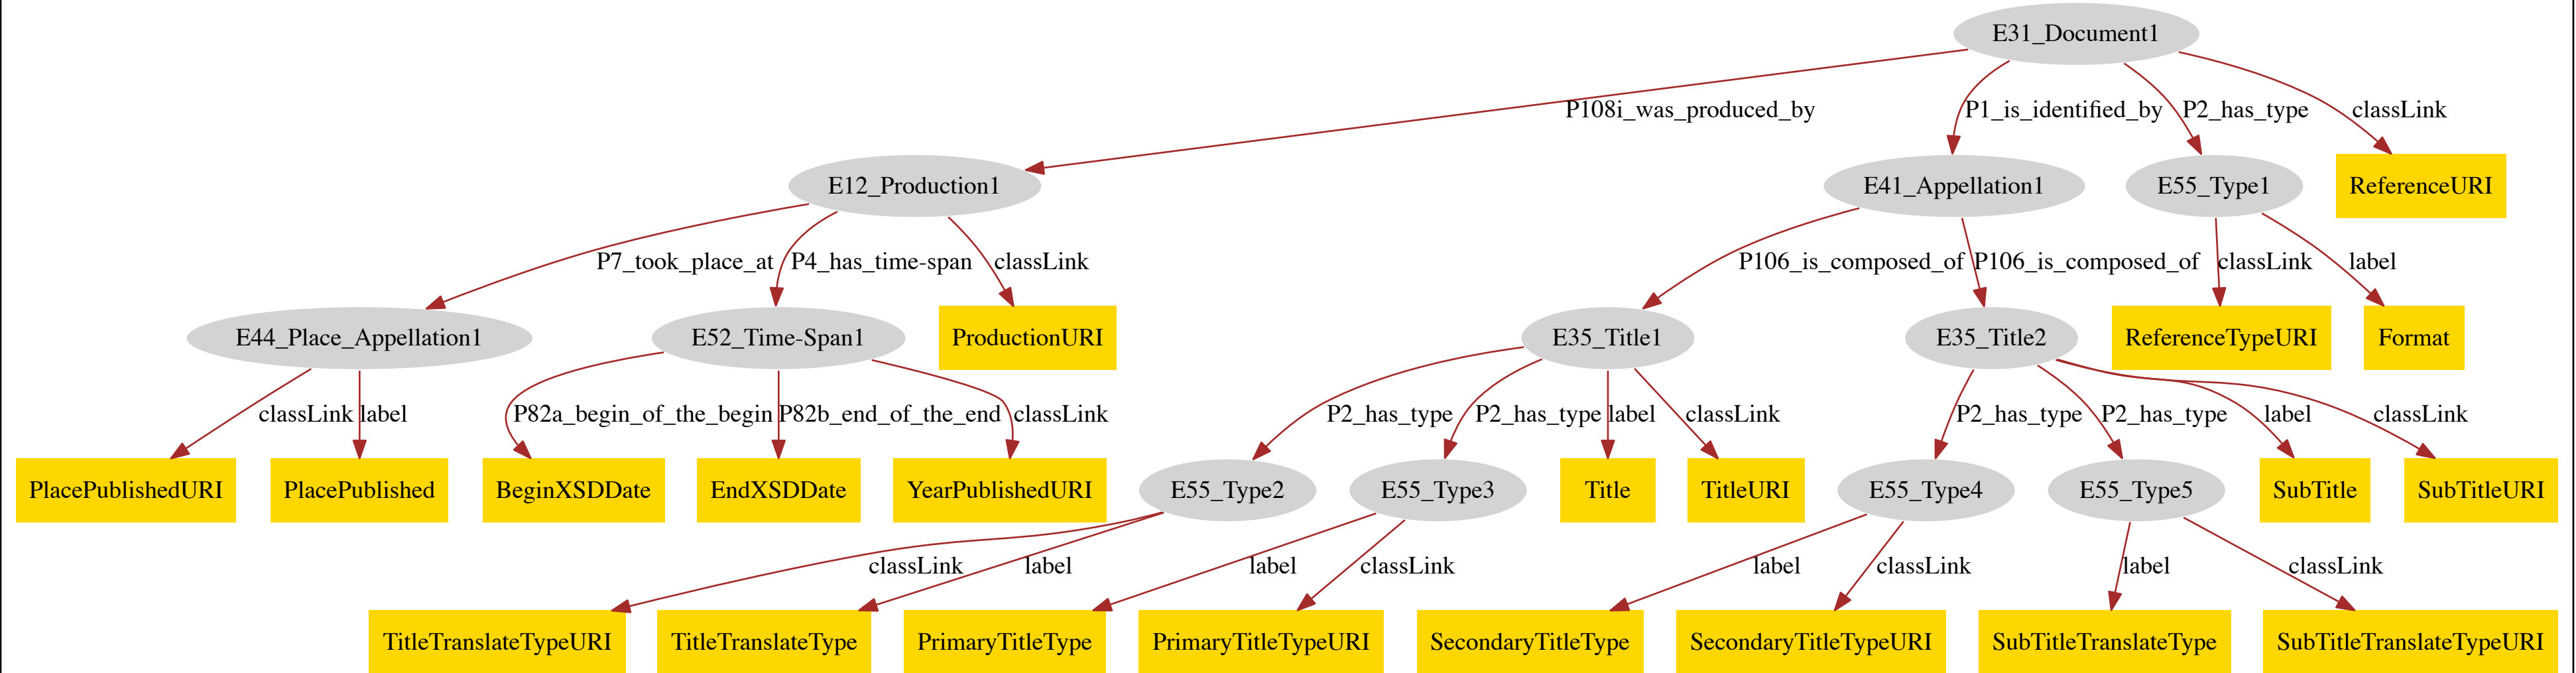 E31_Document1
P108i_was_produced_by
P1_is_identified_by
P2_has_type
classLink
E12_Production1
E41_Appellation1
E55_Type1
ReferenceURI
P7_took_place_at
P4_has_time-span
classLink
P106_is_composed_of
P106_is_composed_of
classLink
label
E44_Place_Appellation1
E52_Time-Span1
ProductionURI
E35_Title1
E35_Title2
ReferenceTypeURI
Format
classLink
label
P82a_begin_of_the_begin
P82b_end_of_the_end
classLink
P2_has_type
P2_has_type
label
classLink
P2_has_type
P2_has_type
label
classLink
PlacePublishedURI
PlacePublished
BeginXSDDate
EndXSDDate
YearPublishedURI
E55_Type2
E55_Type3
Title
TitleURI
E55_Type4
E55_Type5
SubTitle
SubTitleURI
classLink
label
label
classLink
label
classLink
label
classLink
TitleTranslateTypeURI
TitleTranslateType
PrimaryTitleType
PrimaryTitleTypeURI
SecondaryTitleType
SecondaryTitleTypeURI
SubTitleTranslateType
SubTitleTranslateTypeURI